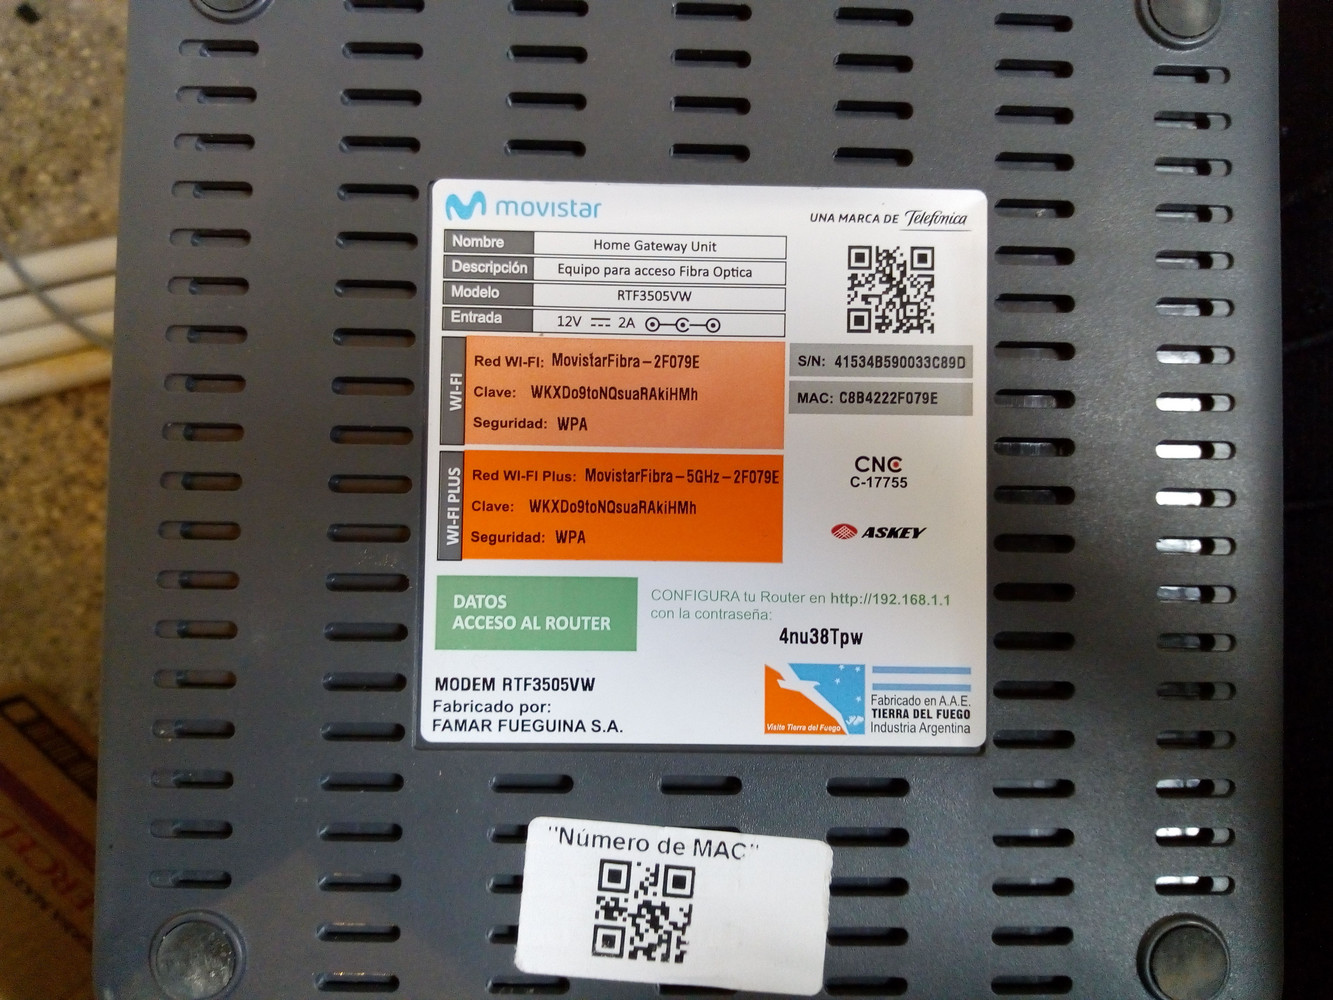 movistar
UNA MARCA DE Telefónica
Nombre Home Gateway Unit
Descripción Equipo para acceso Fibra Optica
Modelo RTF3505VW
Entrada 12V 2A
WI-FI
Red WI-FI: MovistarFibra-2F079E
Clave: WKXDo9toNQsuaRAkiHMh
Seguridad: WPA
S/N: 41534B590033C89D
MAC: C8B4222F079E
WI-FI PLUS
Red WI-FI Plus: MovistarFibra-5GHz-2F079E
Clave: WKXDo9toNQsuaRAkiHMh
Seguridad: WPA
CNC
C-17755
ASKEY
DATOS
ACCESO AL ROUTER
CONFIGURA tu Router en http://192.168.1.1
con la contraseña:
4nu38Tpw
MODEM RTF3505VW
Fabricado por:
FAMAR FUEGUINA S.A.
Visite Tierra del Fuego
Fabricado en A.A.E.
TIERRA DEL FUEGO
Industria Argentina
"Número de MAC"